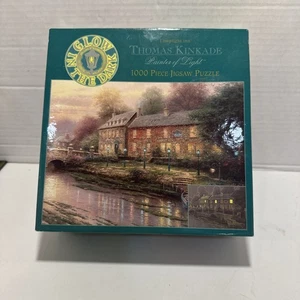 GLOW
IN THE DARK
THOMAS KINKADE
Painter of Light
1000 PIECE JIGSAW PUZZLE